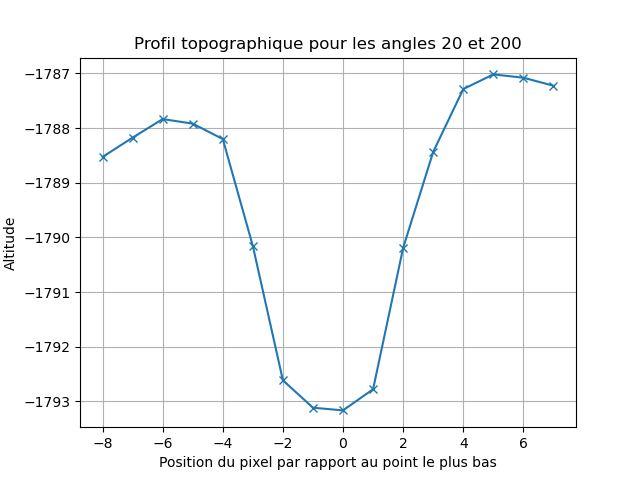 Profil topographique pour les angles 20 et 200
−1787
−1788
−1789
−1790
−1791
−1792
−1793
Altitude
−8 −6 −4 −2 0 2 4 6
Position du pixel par rapport au point le plus bas